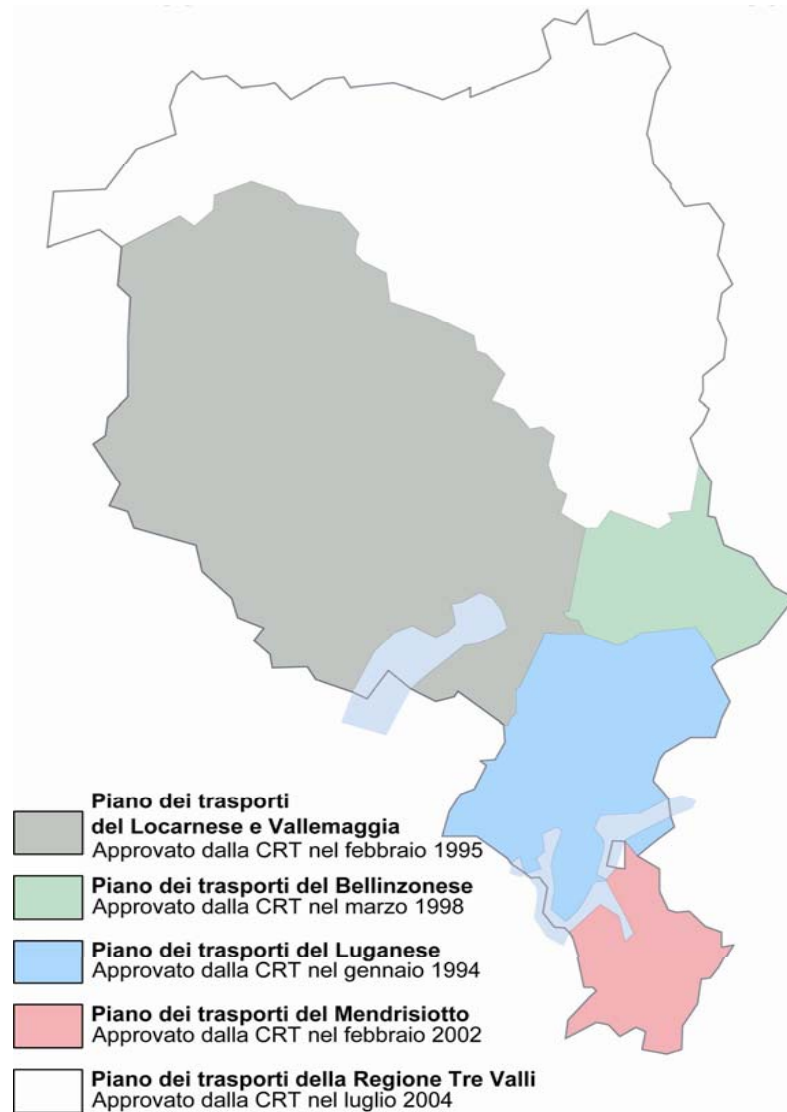 Piano dei trasporti
del Locarnese e Vallemaggia
Approvato dalla CRT nel febbraio 1995
Piano dei trasporti del Bellinzonese
Approvato dalla CRT nel marzo 1998
Piano dei trasporti del Luganese
Approvato dalla CRT nel gennaio 1994
Piano dei trasporti del Mendrisiotto
Approvato dalla CRT nel febbraio 2002
Piano dei trasporti della Regione Tre Valli
Approvato dalla CRT nel luglio 2004